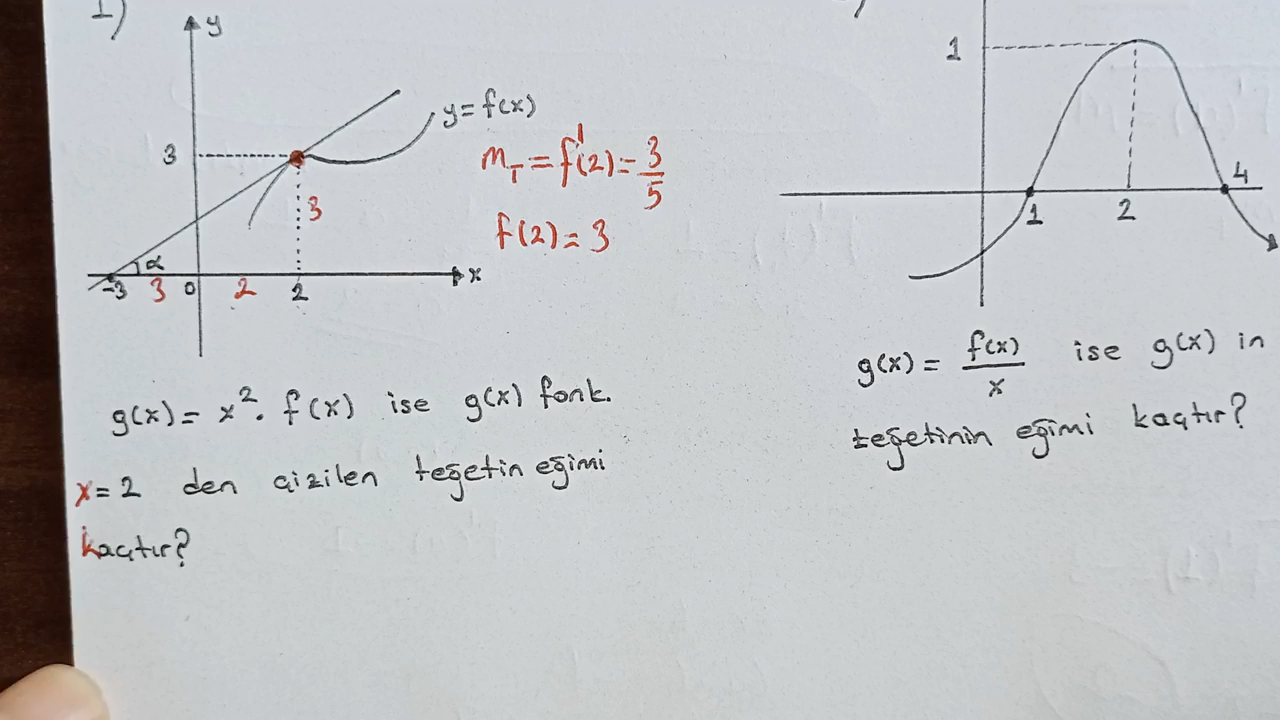 1)
y
y = f(x)
3
m_T = f'(2) = 3/5
3
f(2) = 3
α
x
-3 3 0 2 2
g(x) = x². f(x) ise g(x) fonk.
x = 2 den çizilen teğetin eğimi
kaçtır?
1
4
1 2
g(x) = f(x)/x ise g(x) in
teğetinin eğimi kaçtır?